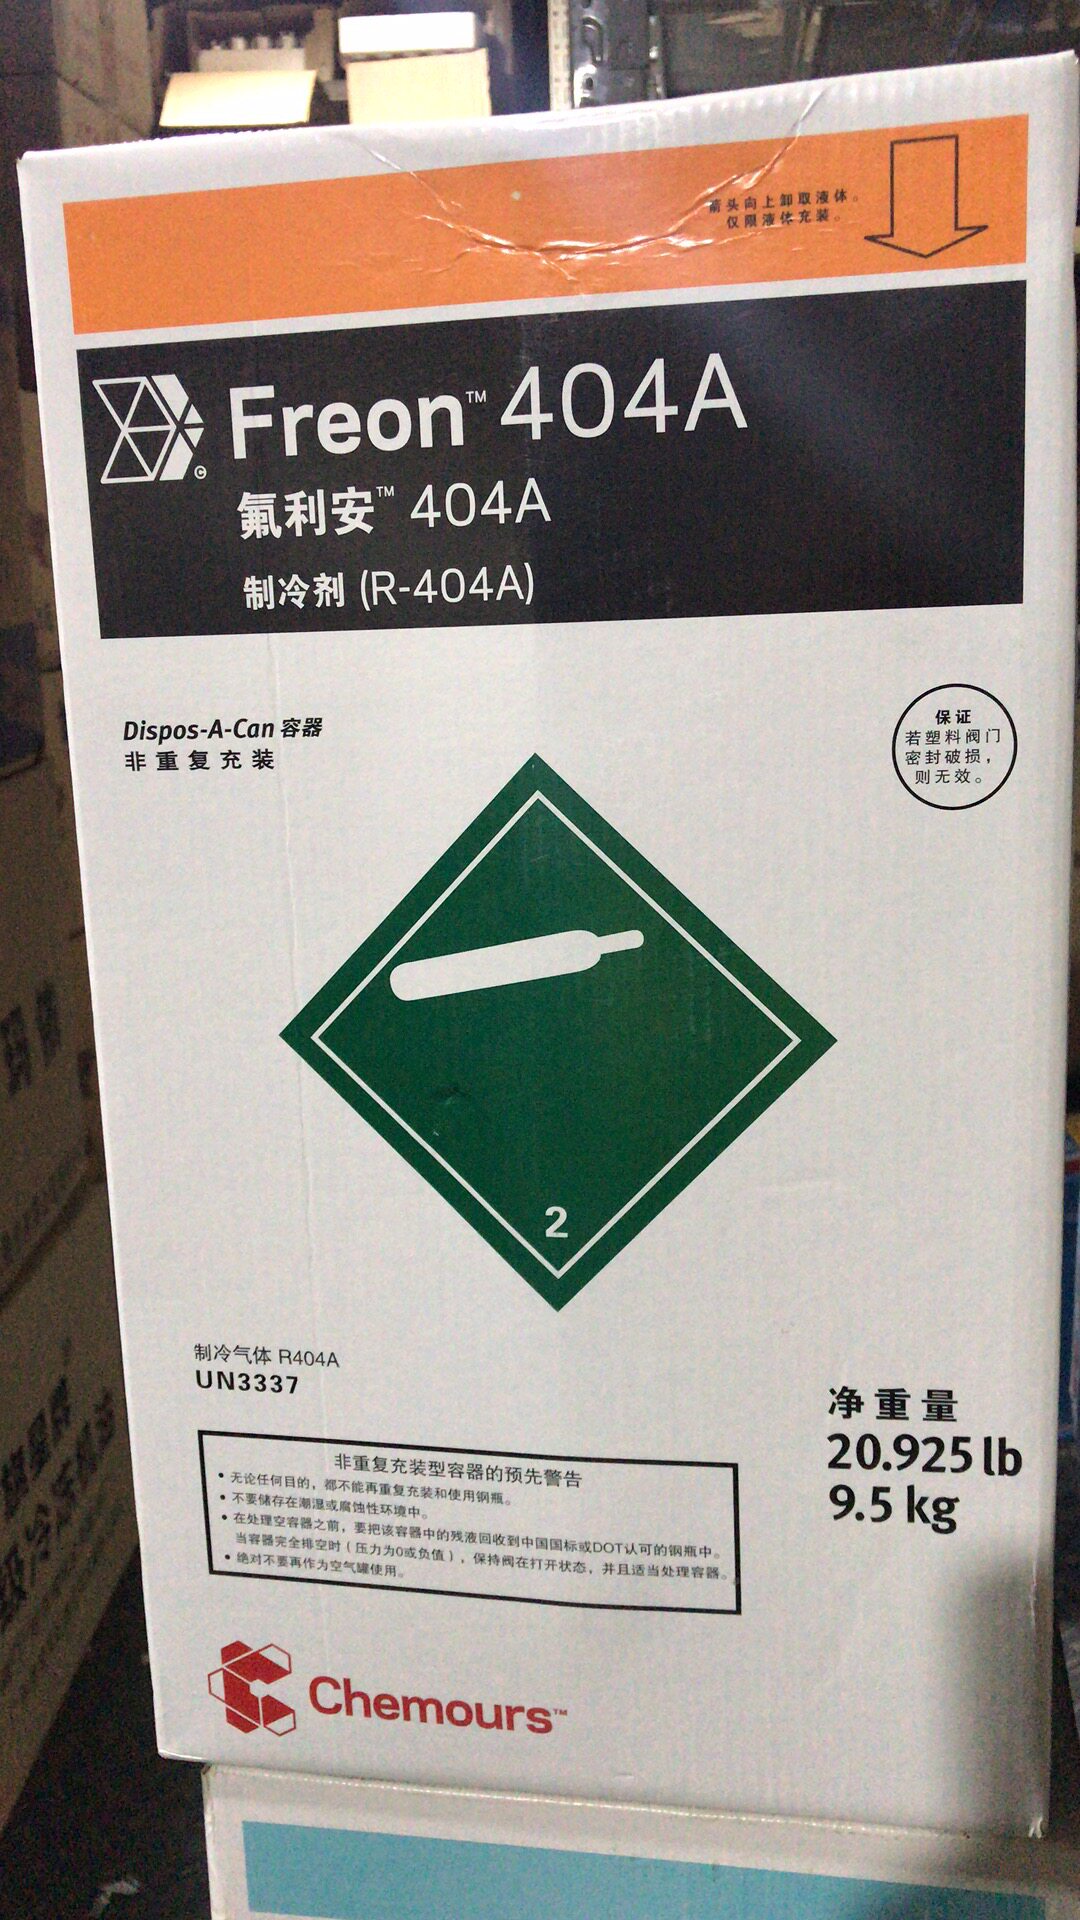 箭头向上卸取液体。
仅限液体充装。
Freon™ 404A
氟利安™ 404A
制冷剂 (R-404A)
Dispos-A-Can 容器
非重复充装
保证
若塑料阀门
密封破损，
则无效。
2
制冷气体 R404A
UN3337
净重量
20.925 lb
9.5 kg
非重复充装型容器的预先警告
• 无论任何目的，都不能再重复充装和使用钢瓶。
• 不要储存在潮湿或腐蚀性环境中。
• 在处理空容器之前，要把该容器中的残液回收到中国国标或DOT认可的钢瓶中。
当容器完全排空时（压力为0或负值），保持阀在打开状态，并且适当处理容器。
• 绝对不要再作为空气罐使用。
Chemours™